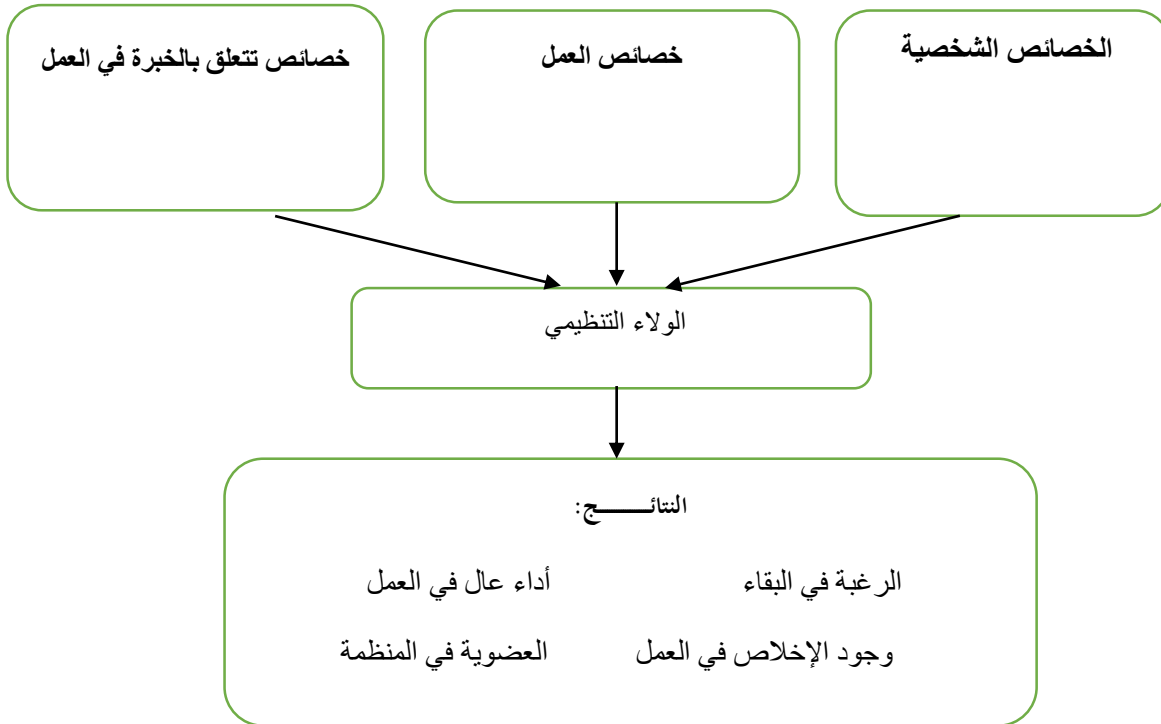 الخصائص الشخصية
خصائص العمل
خصائص تتعلق بالخبرة في العمل
الولاء التنظيمي
النتائـــــــج:
الرغبة في البقاء
أداء عال في العمل
وجود الإخلاص في العمل
العضوية في المنظمة